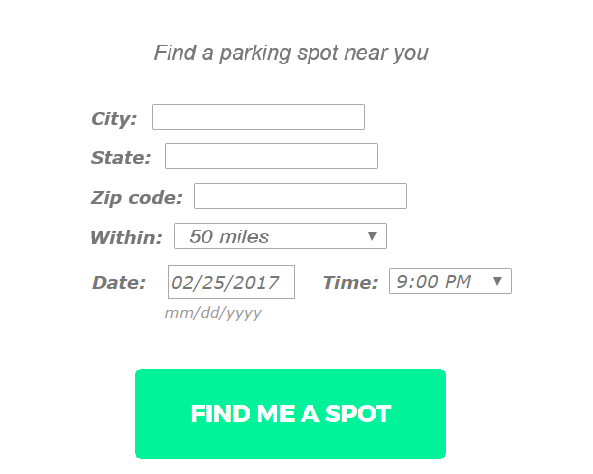 Find a parking spot near you
City:
State:
Zip code:
Within: 50 miles
Date: 02/25/2017 Time: 9:00 PM
mm/dd/yyyy
FIND ME A SPOT